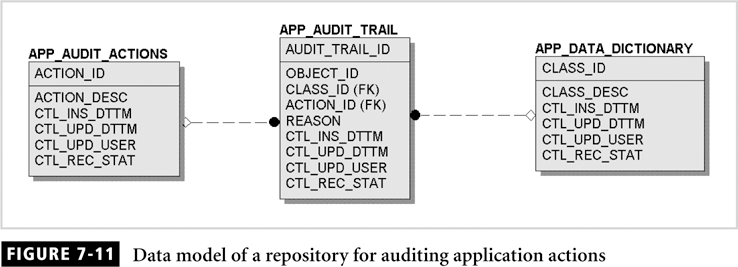 APP_AUDIT_ACTIONS
ACTION_ID
ACTION_DESC
CTL_INS_DTTM
CTL_UPD_DTTM
CTL_UPD_USER
CTL_REC_STAT
APP_AUDIT_TRAIL
AUDIT_TRAIL_ID
OBJECT_ID
CLASS_ID (FK)
ACTION_ID (FK)
REASON
CTL_INS_DTTM
CTL_UPD_DTTM
CTL_UPD_USER
CTL_REC_STAT
APP_DATA_DICTIONARY
CLASS_ID
CLASS_DESC
CTL_INS_DTTM
CTL_UPD_DTTM
CTL_UPD_USER
CTL_REC_STAT
FIGURE 7-11 Data model of a repository for auditing application actions